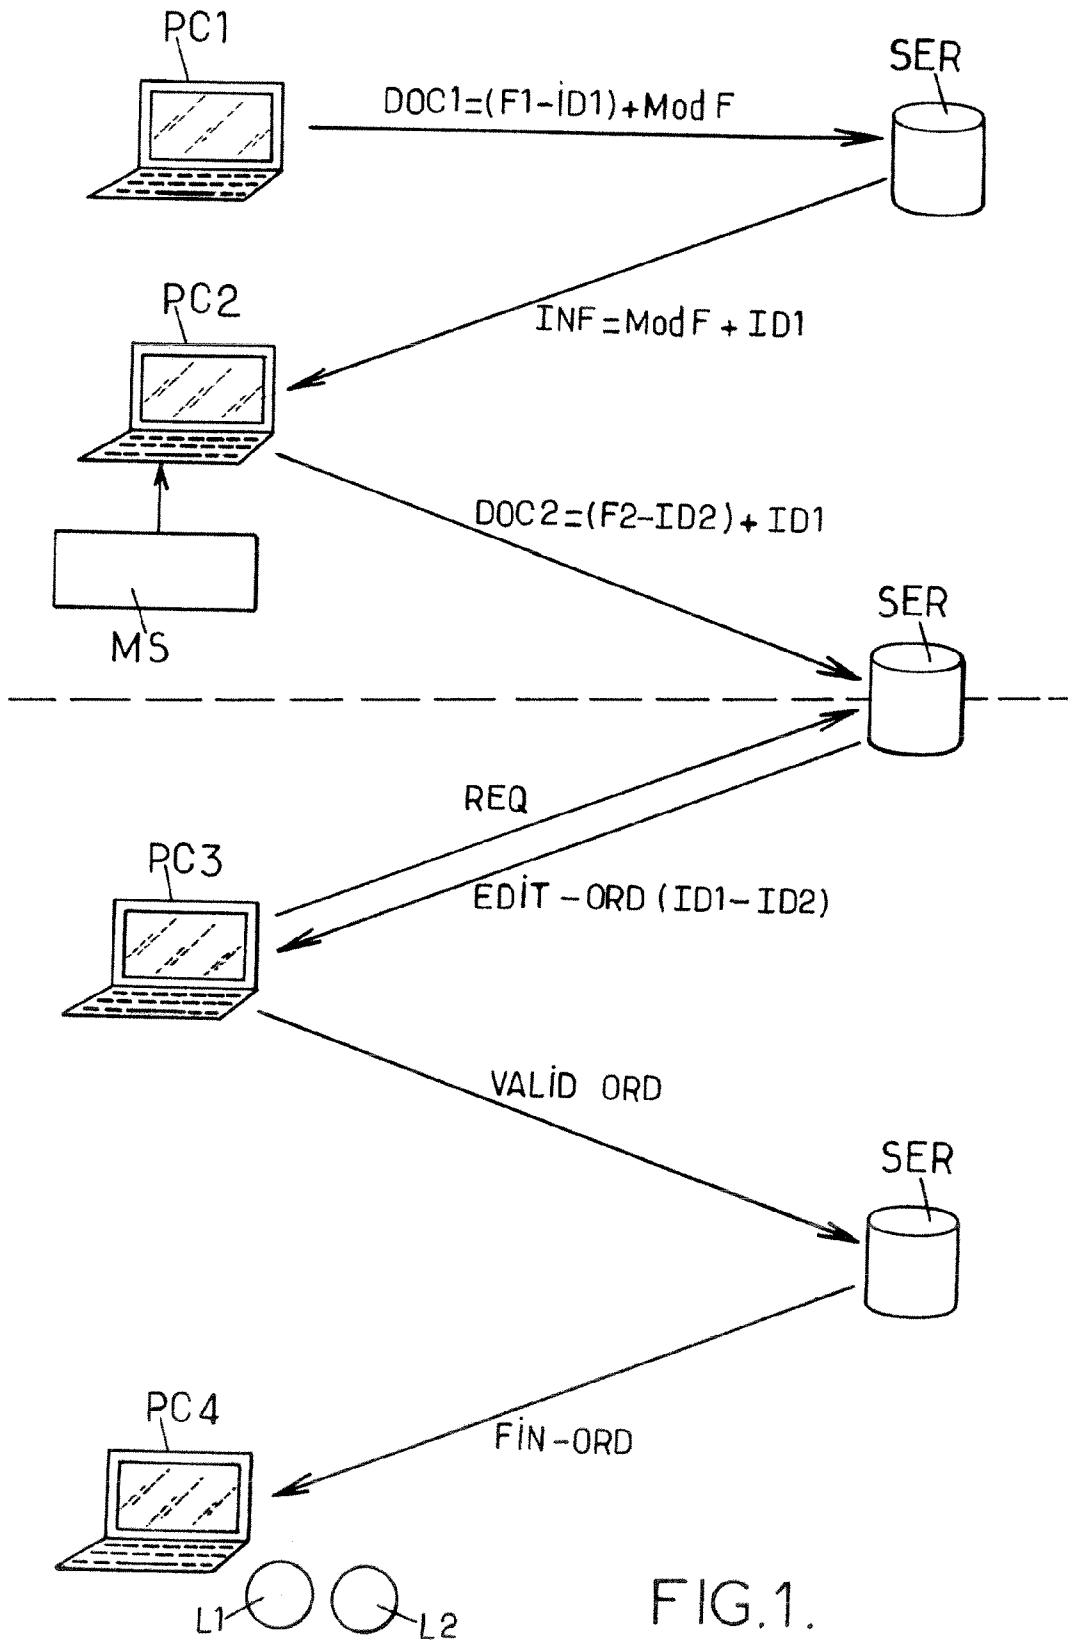 PC1
SER
DOC1=(F1-iD1)+Mod F
PC2
INF=Mod F + ID1
DOC2=(F2-ID2)+ ID1
MS
SER
REQ
PC3
EDiT-ORD (ID1-ID2)
VALiD ORD
SER
PC4
FiN-ORD
L1
L2
FIG.1.